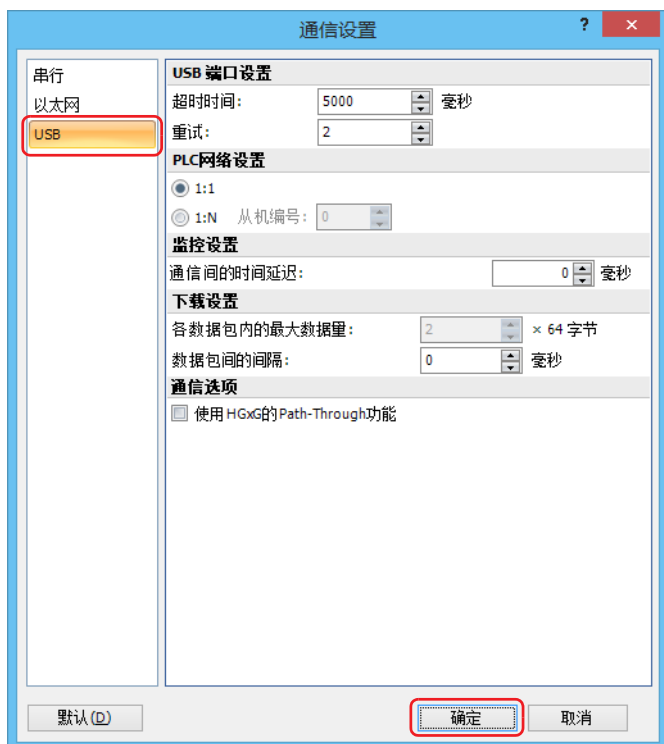 通信设置
?
×
串行
以太网
USB
USB 端口设置
超时时间: 5000 毫秒
重试: 2
PLC网络设置
1:1
1:N 从机编号: 0
监控设置
通信间的时间延迟: 0 毫秒
下载设置
各数据包内的最大数据量: 2 × 64 字节
数据包间的间隔: 0 毫秒
通信选项
使用HGxG的Path-Through功能
默认(D) 确定 取消